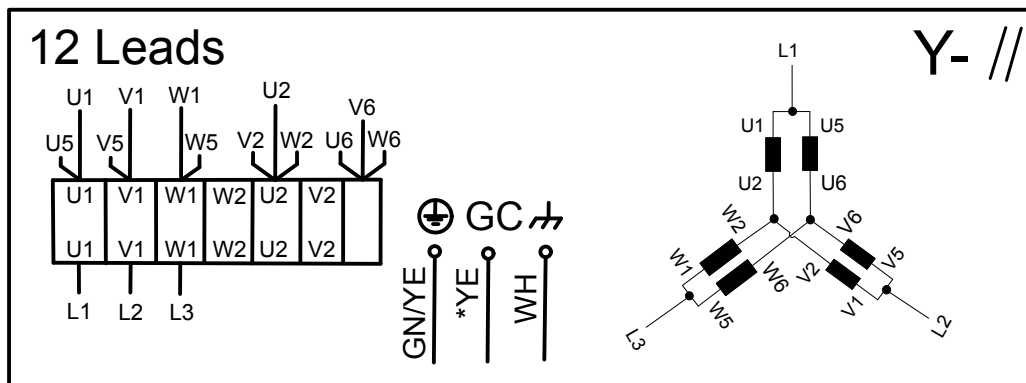 12 Leads
Y- //
U1 V1 W1 U2 V6
U5 V5 W5 V2 W2 U6 W6
U1 V1 W1 W2 U2 V2
U1 V1 W1 W2 U2 V2
L1 L2 L3
GC
GN/YE *YE WH
L1
U1 U5
U2 U6
W2 V6
W1 W6 V2 V5
W5 V1
L3 L2